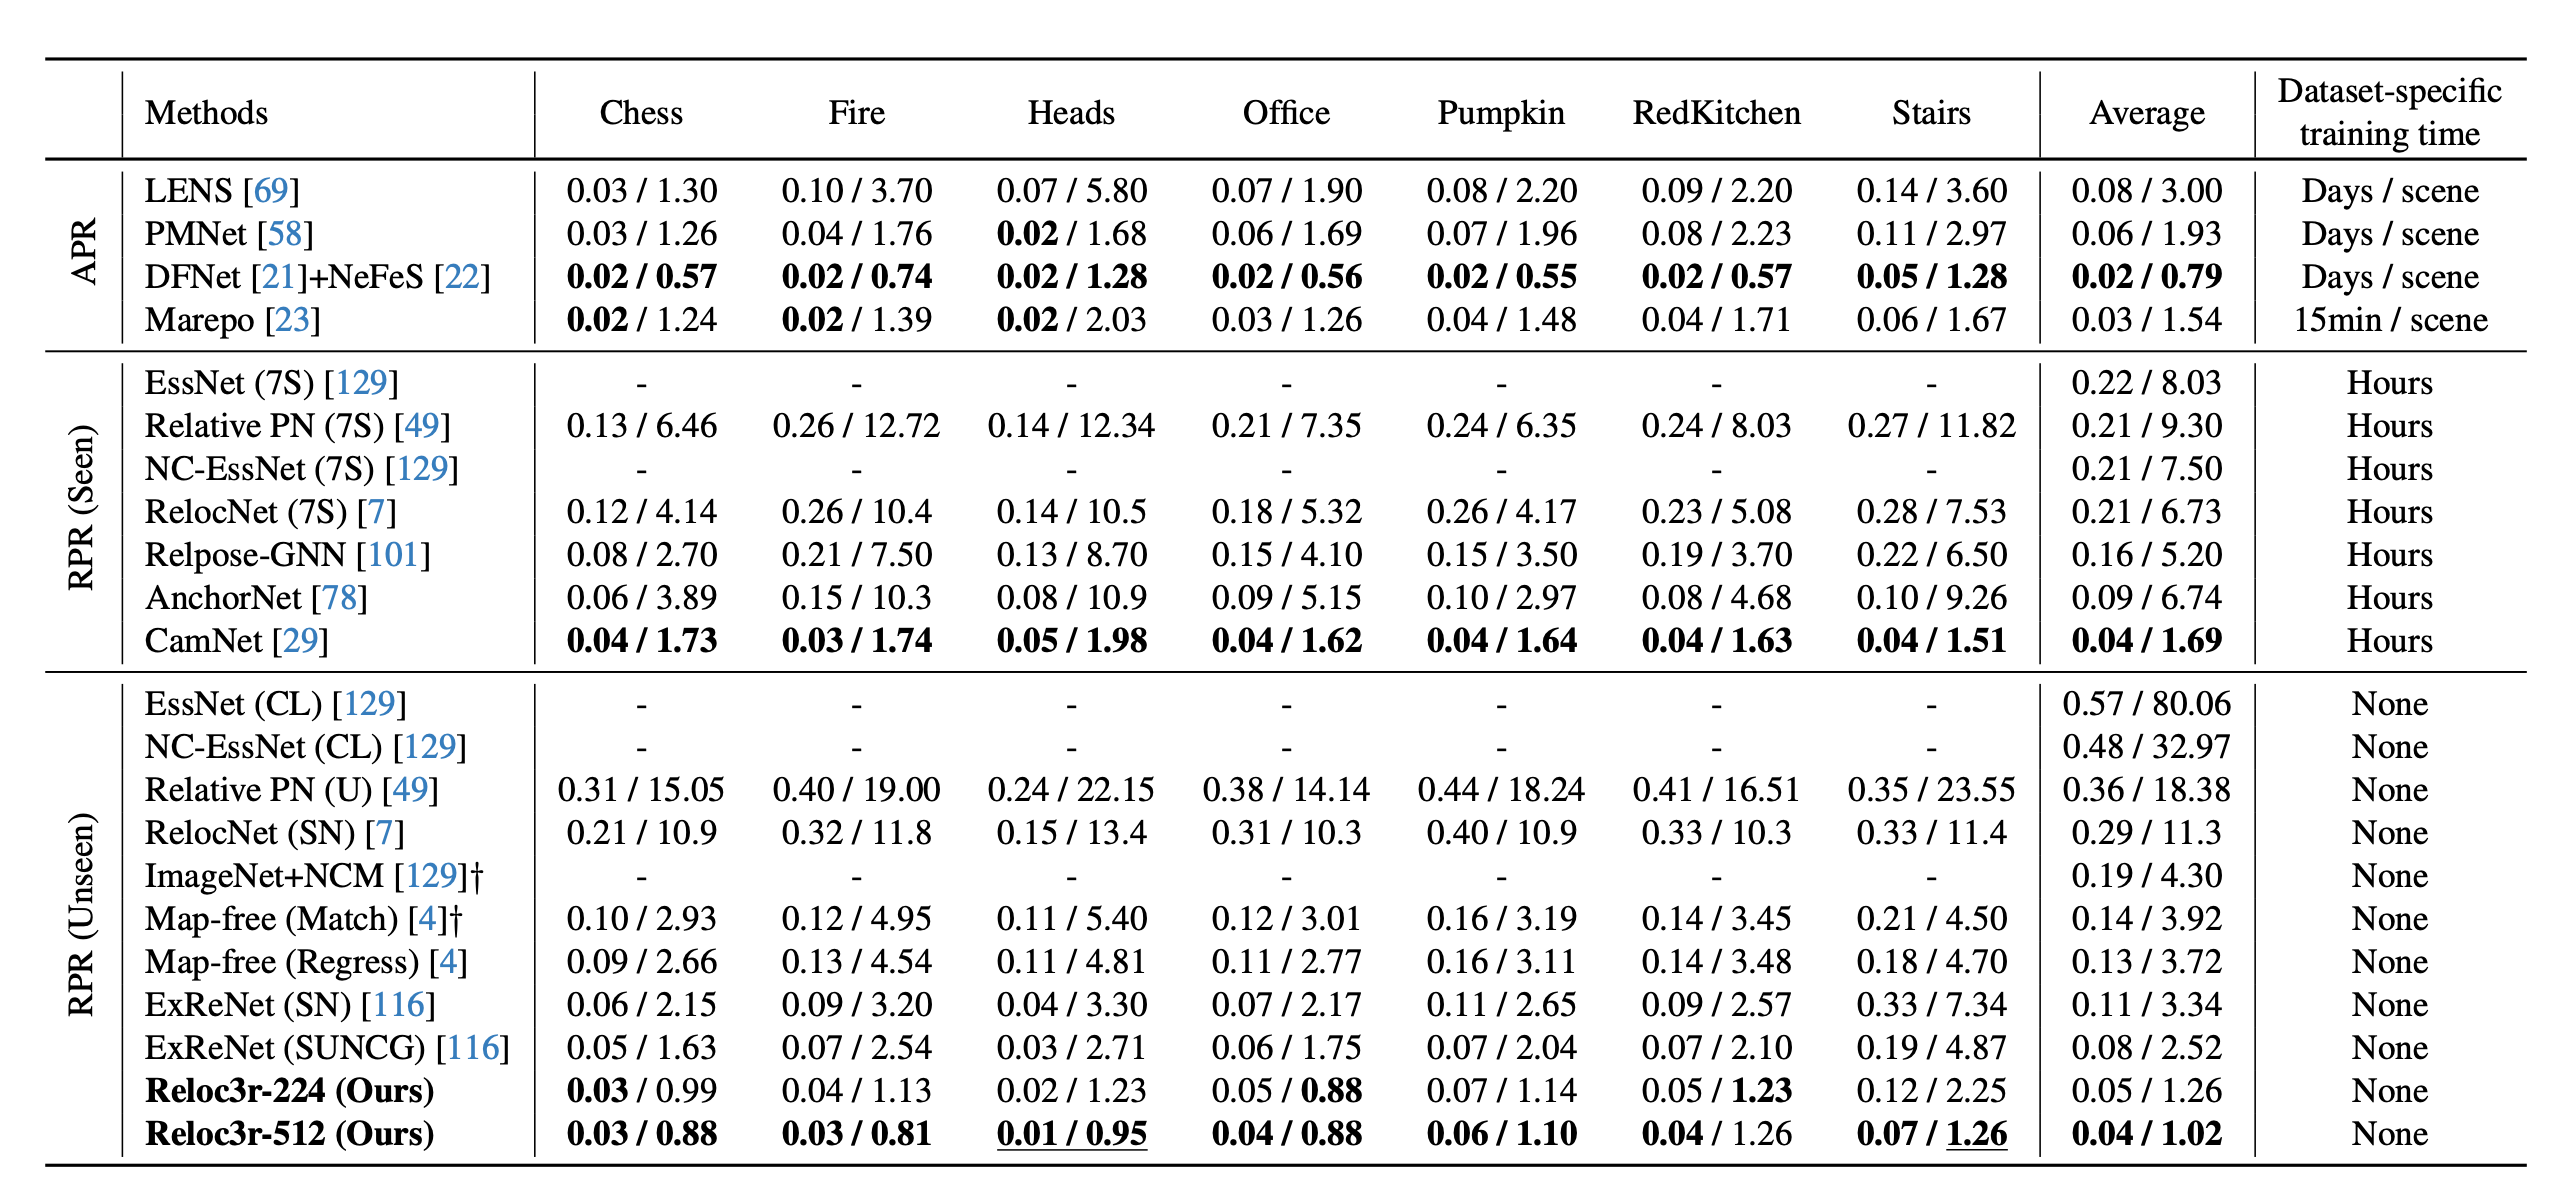 Methods Chess Fire Heads Office Pumpkin RedKitchen Stairs Average Dataset-specific training time
APR
LENS [69] 0.03 / 1.30 0.10 / 3.70 0.07 / 5.80 0.07 / 1.90 0.08 / 2.20 0.09 / 2.20 0.14 / 3.60 0.08 / 3.00 Days / scene
PMNet [58] 0.03 / 1.26 0.04 / 1.76 0.02 / 1.68 0.06 / 1.69 0.07 / 1.96 0.08 / 2.23 0.11 / 2.97 0.06 / 1.93 Days / scene
DFNet [21]+NeFeS [22] 0.02 / 0.57 0.02 / 0.74 0.02 / 1.28 0.02 / 0.56 0.02 / 0.55 0.02 / 0.57 0.05 / 1.28 0.02 / 0.79 Days / scene
Marepo [23] 0.02 / 1.24 0.02 / 1.39 0.02 / 2.03 0.03 / 1.26 0.04 / 1.48 0.04 / 1.71 0.06 / 1.67 0.03 / 1.54 15min / scene
RPR (Seen)
EssNet (7S) [129] - - - - - - - 0.22 / 8.03 Hours
Relative PN (7S) [49] 0.13 / 6.46 0.26 / 12.72 0.14 / 12.34 0.21 / 7.35 0.24 / 6.35 0.24 / 8.03 0.27 / 11.82 0.21 / 9.30 Hours
NC-EssNet (7S) [129] - - - - - - - 0.21 / 7.50 Hours
RelocNet (7S) [7] 0.12 / 4.14 0.26 / 10.4 0.14 / 10.5 0.18 / 5.32 0.26 / 4.17 0.23 / 5.08 0.28 / 7.53 0.21 / 6.73 Hours
Relpose-GNN [101] 0.08 / 2.70 0.21 / 7.50 0.13 / 8.70 0.15 / 4.10 0.15 / 3.50 0.19 / 3.70 0.22 / 6.50 0.16 / 5.20 Hours
AnchorNet [78] 0.06 / 3.89 0.15 / 10.3 0.08 / 10.9 0.09 / 5.15 0.10 / 2.97 0.08 / 4.68 0.10 / 9.26 0.09 / 6.74 Hours
CamNet [29] 0.04 / 1.73 0.03 / 1.74 0.05 / 1.98 0.04 / 1.62 0.04 / 1.64 0.04 / 1.63 0.04 / 1.51 0.04 / 1.69 Hours
RPR (Unseen)
EssNet (CL) [129] - - - - - - - 0.57 / 80.06 None
NC-EssNet (CL) [129] - - - - - - - 0.48 / 32.97 None
Relative PN (U) [49] 0.31 / 15.05 0.40 / 19.00 0.24 / 22.15 0.38 / 14.14 0.44 / 18.24 0.41 / 16.51 0.35 / 23.55 0.36 / 18.38 None
RelocNet (SN) [7] 0.21 / 10.9 0.32 / 11.8 0.15 / 13.4 0.31 / 10.3 0.40 / 10.9 0.33 / 10.3 0.33 / 11.4 0.29 / 11.3 None
ImageNet+NCM [129]† - - - - - - - 0.19 / 4.30 None
Map-free (Match) [4]† 0.10 / 2.93 0.12 / 4.95 0.11 / 5.40 0.12 / 3.01 0.16 / 3.19 0.14 / 3.45 0.21 / 4.50 0.14 / 3.92 None
Map-free (Regress) [4] 0.09 / 2.66 0.13 / 4.54 0.11 / 4.81 0.11 / 2.77 0.16 / 3.11 0.14 / 3.48 0.18 / 4.70 0.13 / 3.72 None
ExReNet (SN) [116] 0.06 / 2.15 0.09 / 3.20 0.04 / 3.30 0.07 / 2.17 0.11 / 2.65 0.09 / 2.57 0.33 / 7.34 0.11 / 3.34 None
ExReNet (SUNCG) [116] 0.05 / 1.63 0.07 / 2.54 0.03 / 2.71 0.06 / 1.75 0.07 / 2.04 0.07 / 2.10 0.19 / 4.87 0.08 / 2.52 None
Reloc3r-224 (Ours) 0.03 / 0.99 0.04 / 1.13 0.02 / 1.23 0.05 / 0.88 0.07 / 1.14 0.05 / 1.23 0.12 / 2.25 0.05 / 1.26 None
Reloc3r-512 (Ours) 0.03 / 0.88 0.03 / 0.81 0.01 / 0.95 0.04 / 0.88 0.06 / 1.10 0.04 / 1.26 0.07 / 1.26 0.04 / 1.02 None